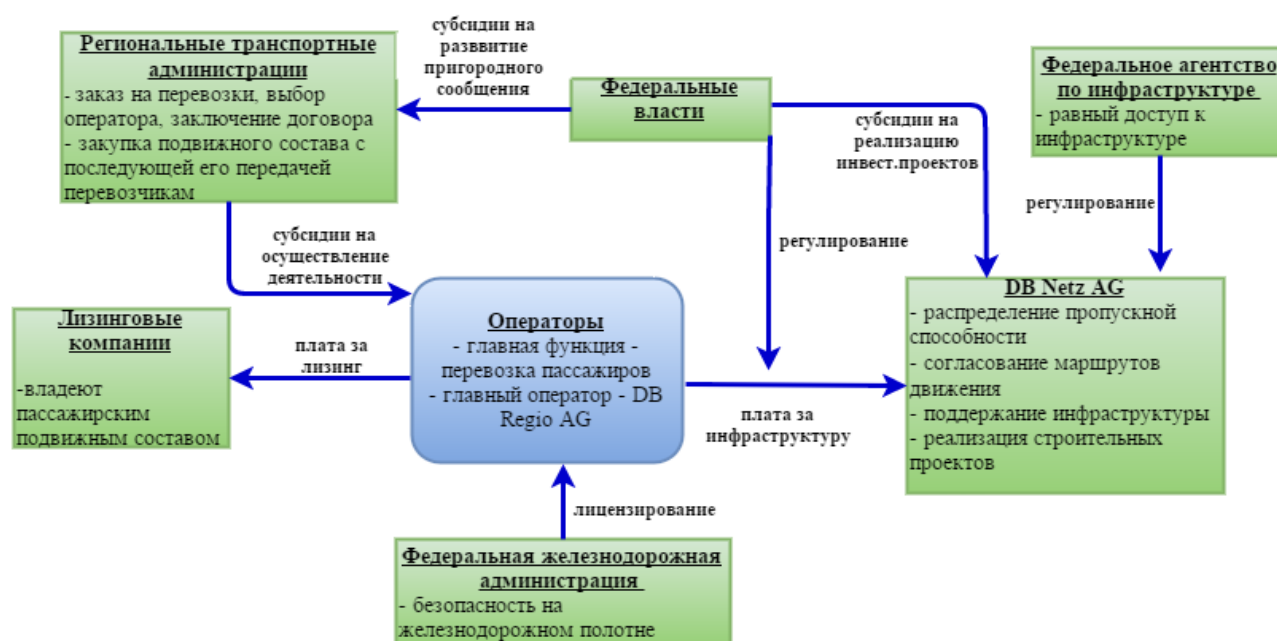 Региональные транспортные
администрации
- заказ на перевозки, выбор
оператора, заключение договора
- закупка подвижного состава с
последующей его передачей
перевозчикам
субсидии на
разввитие
пригородного
сообщения
Федеральные
власти
субсидии на
реализацию
инвест.проектов
Федеральное агентство
по инфраструктуре
- равный доступ к
инфраструктуре
регулирование
регулирование
субсидии на
осуществление
деятельности
Лизинговые
компании
-владеют
пассажирским
подвижным составом
плата за
лизинг
Операторы
- главная функция -
перевозка пассажиров
- главный оператор - DB
Regio AG
плата за
инфраструктуру
DB Netz AG
- распределение пропускной
способности
- согласование маршрутов
движения
- поддержание инфраструктуры
- реализация строительных
проектов
лицензирование
Федеральная железнодорожная
администрация
- безопасность на
железнодорожном полотне